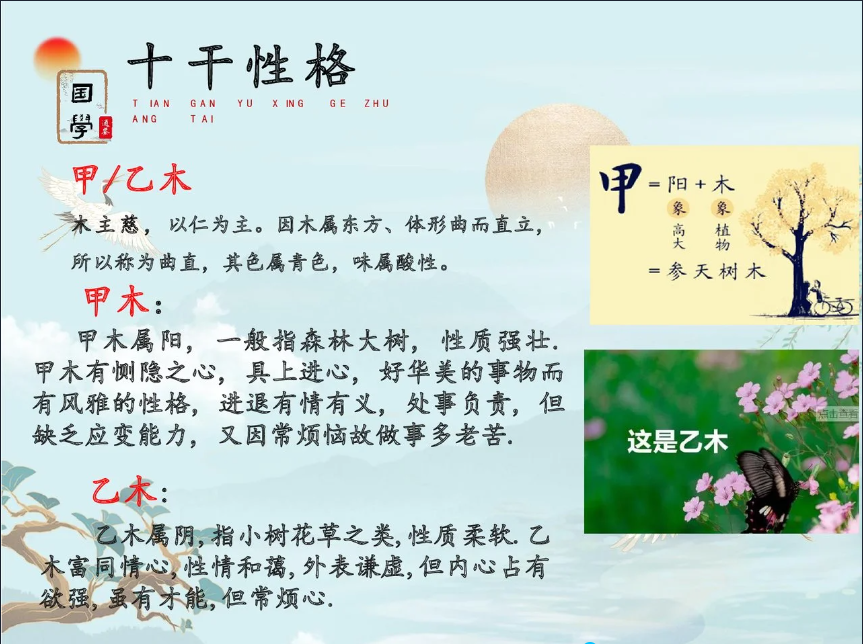 国
學
十干性格
TIAN GAN YU XING GE ZHU
ANG TAI
甲/乙木
木主慈，以仁为主。因木属东方、体形曲而直立，
所以称为曲直，其色属青色，味属酸性。
甲木：
甲木属阳，一般指森林大树，性质强壮.
甲木有恻隐之心，具上进心，好华美的事物而
有风雅的性格，进退有情有义，处事负责，但
缺乏应变能力，又因常烦恼故做事多老苦.
乙木：
乙木属阴,指小树花草之类,性质柔软.乙
木富同情心,性情和蔼,外表谦虚,但内心占有
欲强,虽有才能,但常烦心.
甲=阳+木
象 象
高大 植物
=参天树木
这是乙木